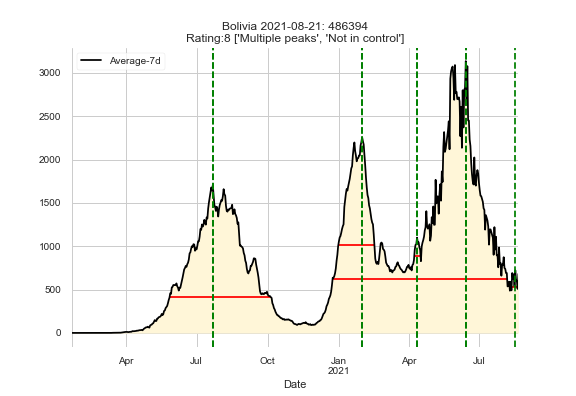 Bolivia 2021-08-21: 486394
Rating:8 ['Multiple peaks', 'Not in control']
Average-7d
3000
2500
2000
1500
1000
500
0
Apr Jul Oct Jan Apr Jul
2021
Date